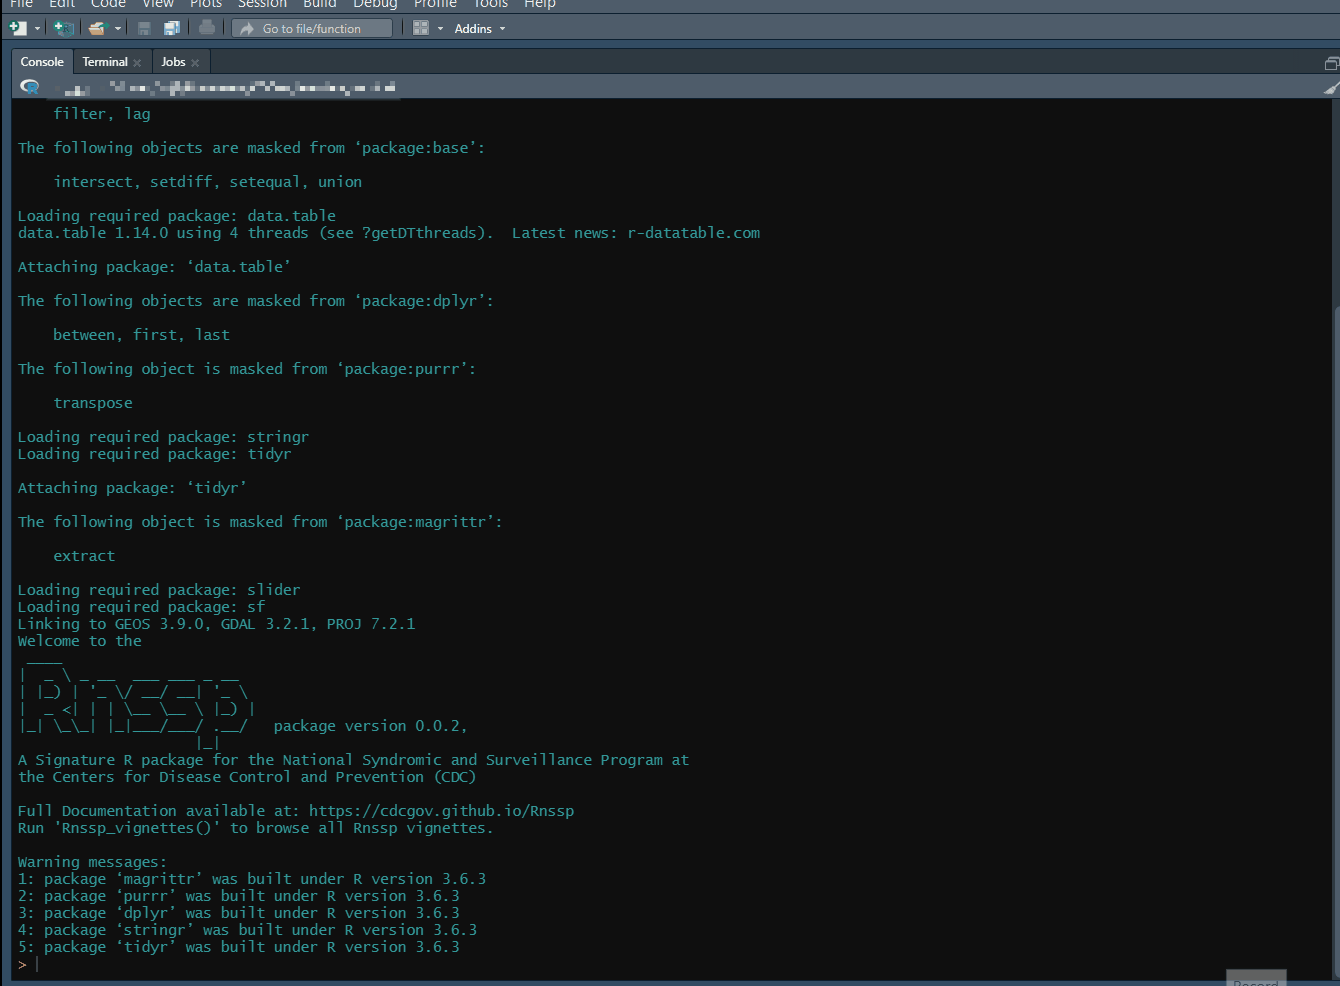 File Edit Code View Plots Session Build Debug Profile Tools Help
Go to file/function Addins
Console Terminal Jobs
filter, lag
The following objects are masked from ‘package:base’:
intersect, setdiff, setequal, union
Loading required package: data.table
data.table 1.14.0 using 4 threads (see ?getDTthreads).  Latest news: r-datatable.com
Attaching package: ‘data.table’
The following objects are masked from ‘package:dplyr’:
between, first, last
The following object is masked from ‘package:purrr’:
transpose
Loading required package: stringr
Loading required package: tidyr
Attaching package: ‘tidyr’
The following object is masked from ‘package:magrittr’:
extract
Loading required package: slider
Loading required package: sf
Linking to GEOS 3.9.0, GDAL 3.2.1, PROJ 7.2.1
Welcome to the
Rnssp package version 0.0.2,
A Signature R package for the National Syndromic and Surveillance Program at
the Centers for Disease Control and Prevention (CDC)
Full Documentation available at: https://cdcgov.github.io/Rnssp
Run 'Rnssp_vignettes()' to browse all Rnssp vignettes.
Warning messages:
1: package ‘magrittr’ was built under R version 3.6.3
2: package ‘purrr’ was built under R version 3.6.3
3: package ‘dplyr’ was built under R version 3.6.3
4: package ‘stringr’ was built under R version 3.6.3
5: package ‘tidyr’ was built under R version 3.6.3
>
Record